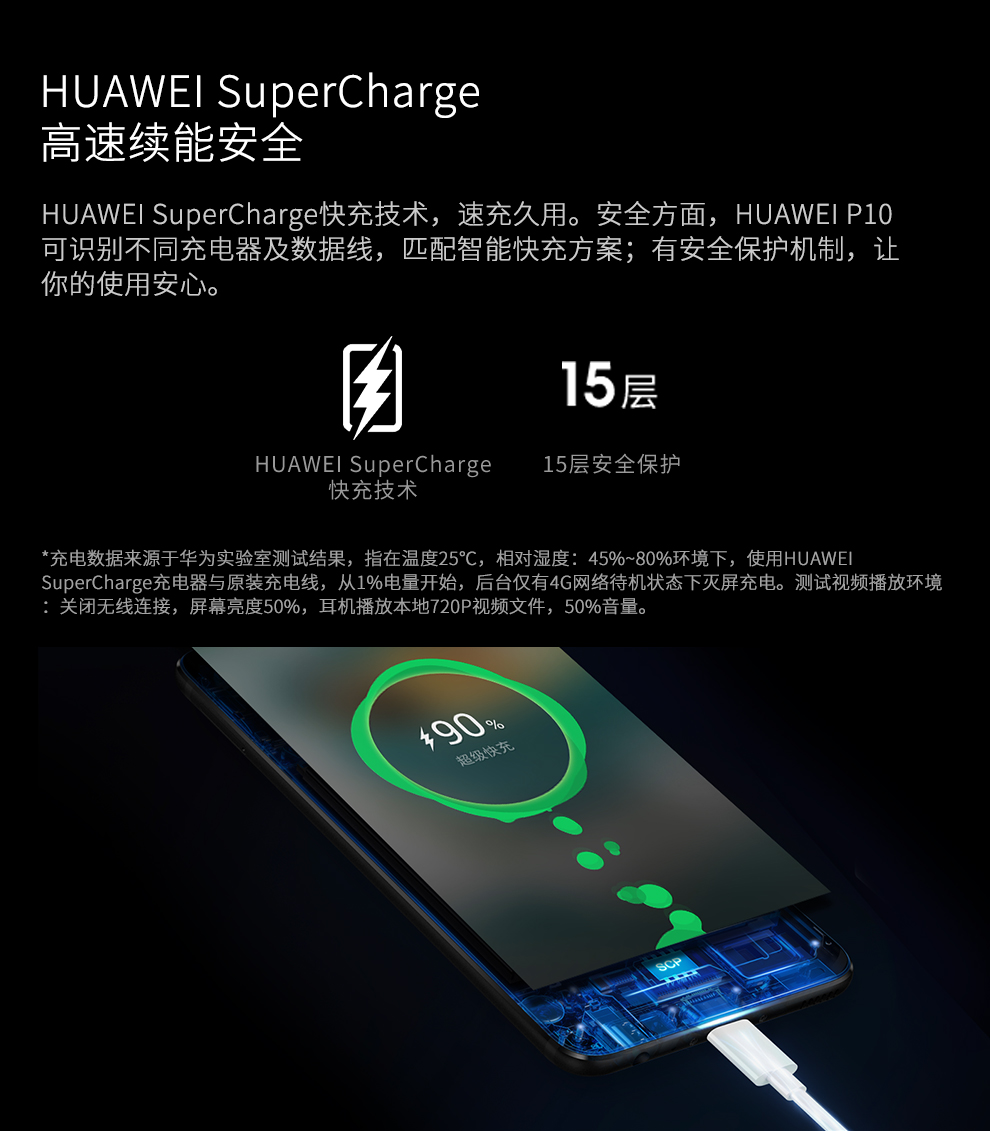 HUAWEI SuperCharge
高速续能安全
HUAWEI SuperCharge快充技术，速充久用。安全方面，HUAWEI P10
可识别不同充电器及数据线，匹配智能快充方案；有安全保护机制，让
你的使用安心。
15层
HUAWEI SuperCharge
快充技术
15层安全保护
*充电数据来源于华为实验室测试结果，指在温度25℃，相对湿度：45%~80%环境下，使用HUAWEI
SuperCharge充电器与原装充电线，从1%电量开始，后台仅有4G网络待机状态下灭屏充电。测试视频播放环境
：关闭无线连接，屏幕亮度50%，耳机播放本地720P视频文件，50%音量。
90%
超级快充
SCP